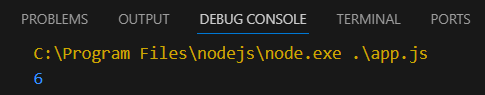 PROBLEMS OUTPUT DEBUG CONSOLE TERMINAL PORTS
C:\Program Files\nodejs\node.exe .\app.js
6